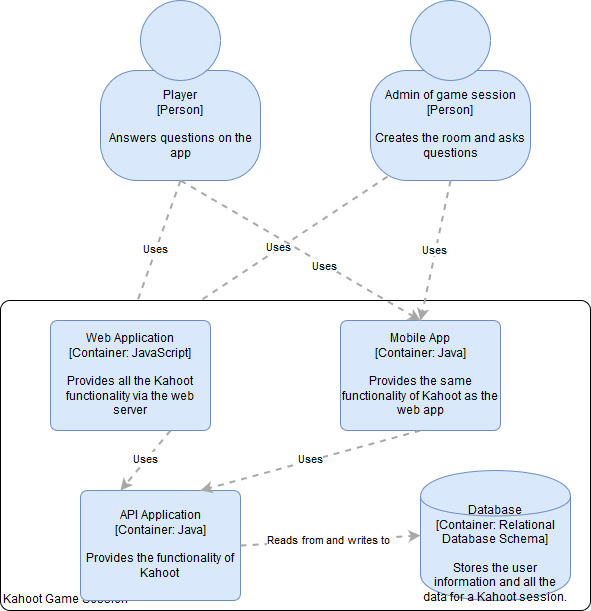 Player
[Person]
Answers questions on the
app
Admin of game session
[Person]
Creates the room and asks
questions
Uses
Uses
Uses
Uses
Web Application
[Container: JavaScript]
Provides all the Kahoot
functionality via the web
server
Mobile App
[Container: Java]
Provides the same
functionality of Kahoot as the
web app
Uses
Uses
API Application
[Container: Java]
Provides the functionality of
Kahoot
Reads from and writes to
Database
[Container: Relational
Database Schema]
Stores the user
information and all the
data for a Kahoot session.
Kahoot Game Session